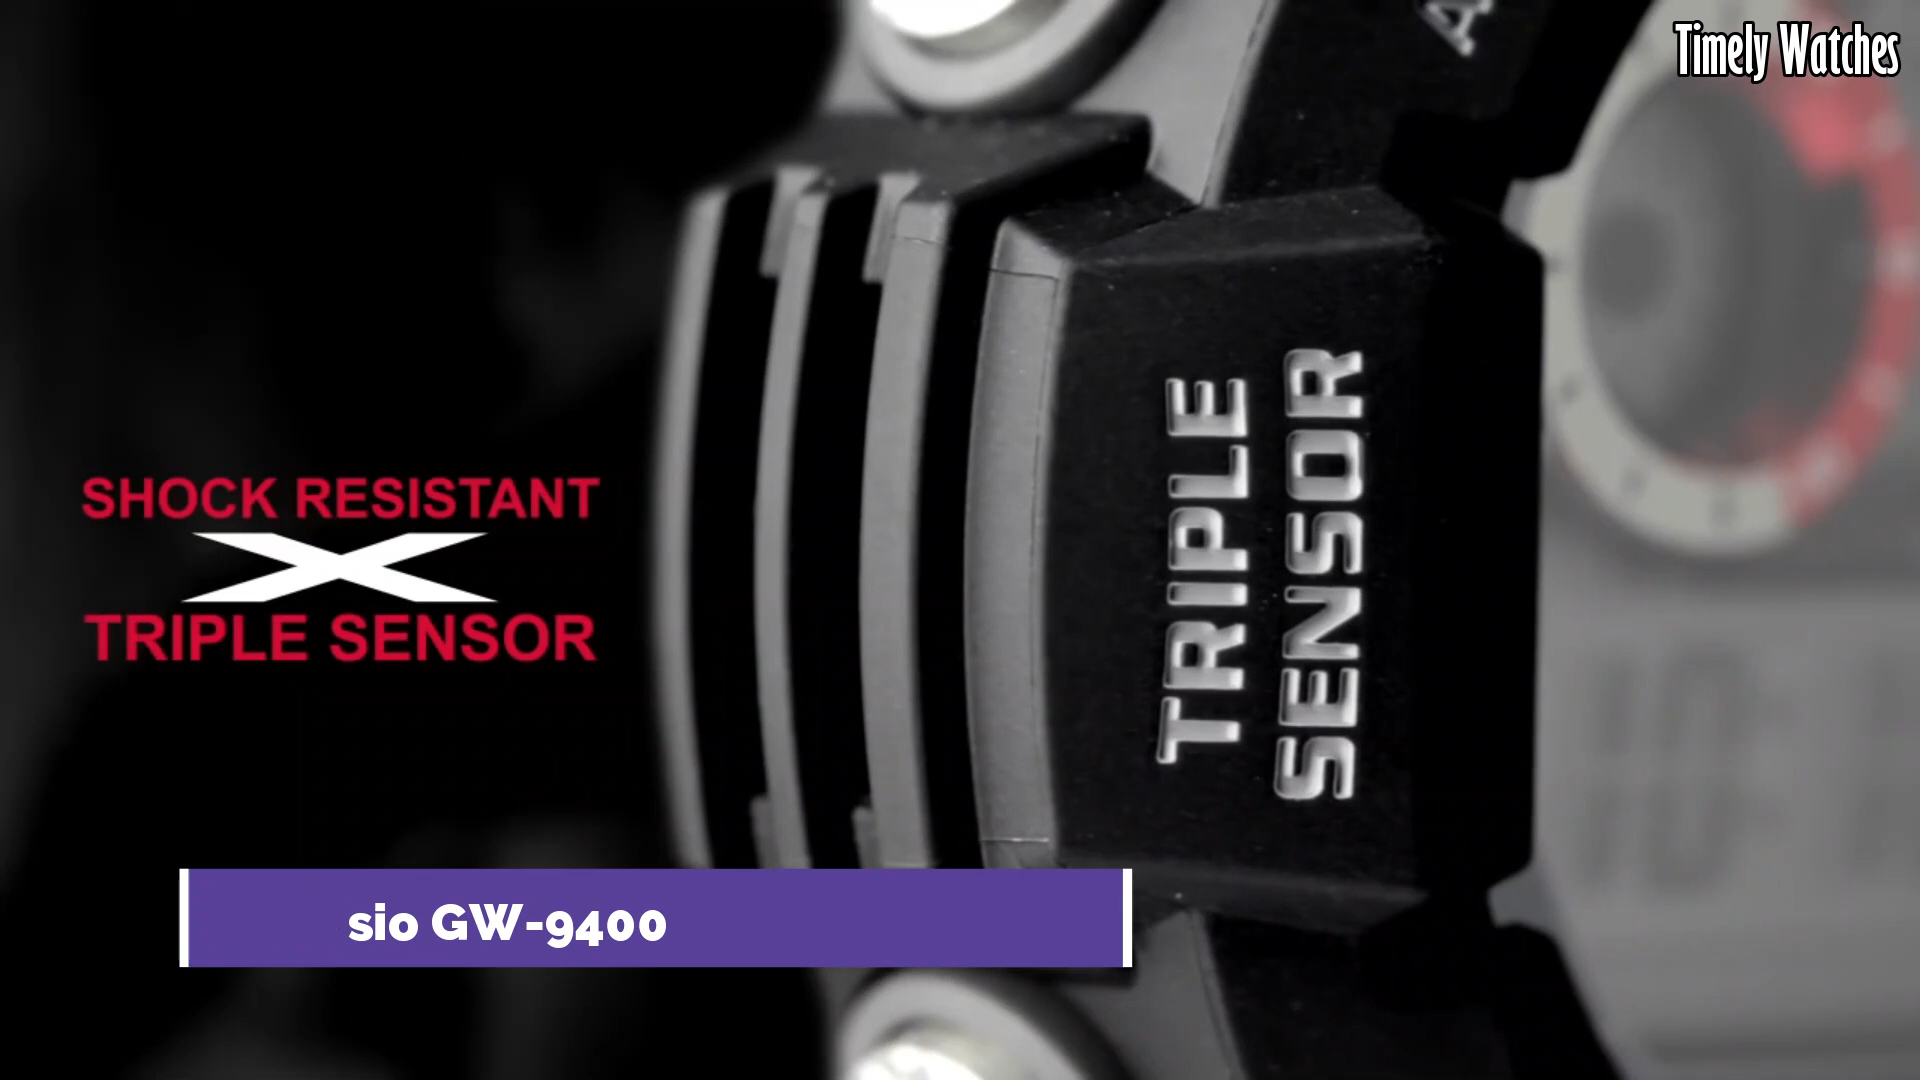 Timely Watches
SHOCK RESISTANT
X
TRIPLE SENSOR
TRIPLE
SENSOR
sio GW-9400